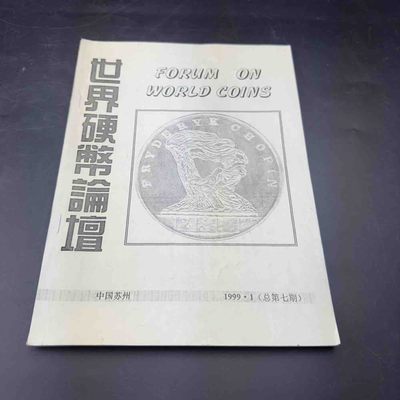 世界硬幣論壇
FORUM ON
WORLD COINS
FRYDERYK CHOPIN
中国苏州
1999·1（总第七期）